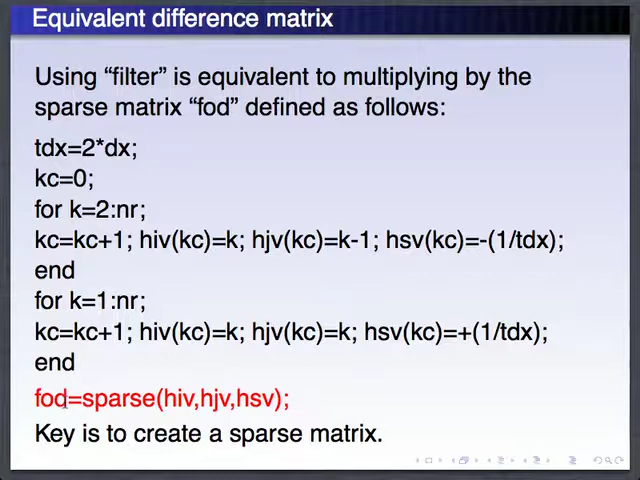 Equivalent difference matrix
Using “filter” is equivalent to multiplying by the
sparse matrix “fod” defined as follows:
tdx=2*dx;
kc=0;
for k=2:nr;
kc=kc+1; hiv(kc)=k; hjv(kc)=k-1; hsv(kc)=-(1/tdx);
end
for k=1:nr;
kc=kc+1; hiv(kc)=k; hjv(kc)=k; hsv(kc)=+(1/tdx);
end
fod=sparse(hiv,hjv,hsv);
Key is to create a sparse matrix.